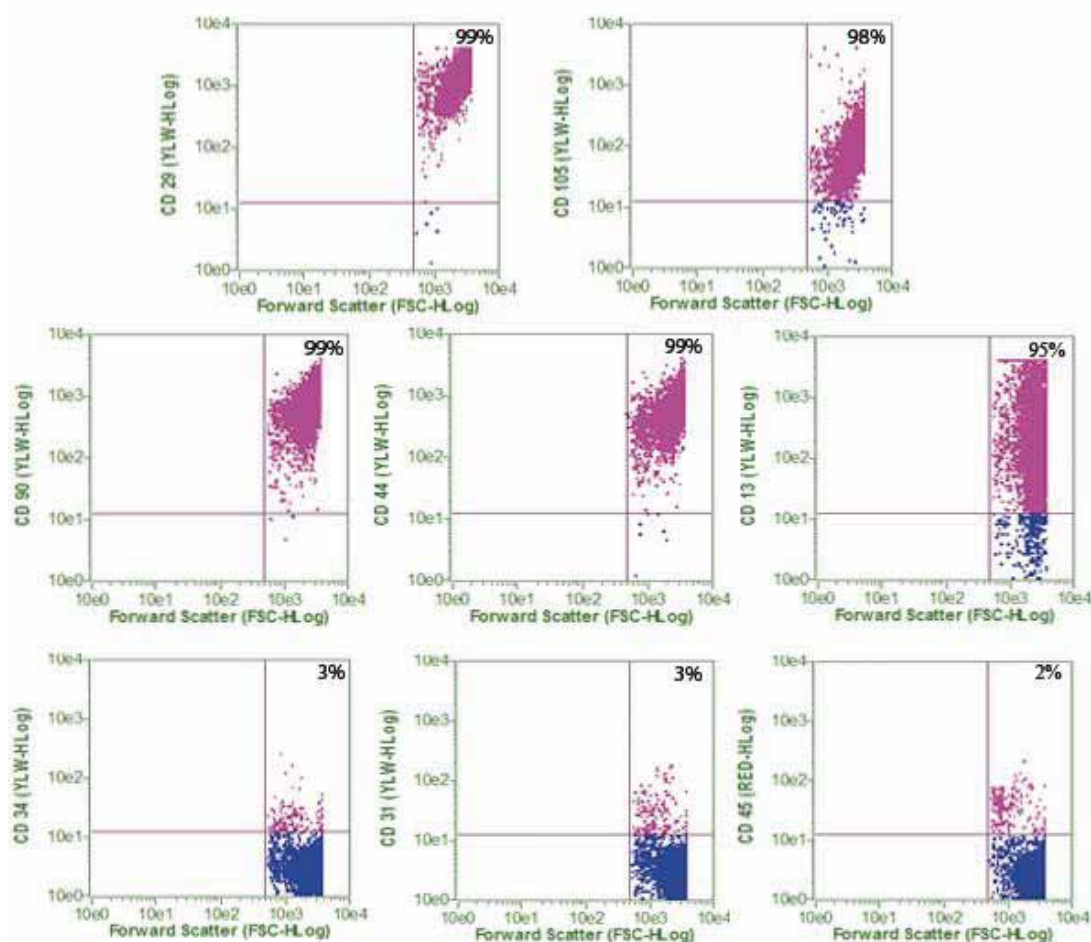 10e4
99%
10e3
10e2
10e1
10e0
CD 29 (YLW-HLog)
10e0 10e1 10e2 10e3 10e4
Forward Scatter (FSC-HLog)
10e4
98%
10e3
10e2
10e1
10e0
CD 105 (YLW-HLog)
10e0 10e1 10e2 10e3 10e4
Forward Scatter (FSC-HLog)
10e4
99%
10e3
10e2
10e1
10e0
CD 90 (YLW-HLog)
10e0 10e1 10e2 10e3 10e4
Forward Scatter (FSC-HLog)
10e4
99%
10e3
10e2
10e1
10e0
CD 44 (YLW-HLog)
10e0 10e1 10e2 10e3 10e4
Forward Scatter (FSC-HLog)
10e4
95%
10e3
10e2
10e1
10e0
CD 13 (YLW-HLog)
10e0 10e1 10e2 10e3 10e4
Forward Scatter (FSC-HLog)
10e4
3%
10e3
10e2
10e1
10e0
CD 34 (YLW-HLog)
10e0 10e1 10e2 10e3 10e4
Forward Scatter (FSC-HLog)
10e4
3%
10e3
10e2
10e1
10e0
CD 31 (YLW-HLog)
10e0 10e1 10e2 10e3 10e4
Forward Scatter (FSC-HLog)
10e4
2%
10e3
10e2
10e1
10e0
CD 45 (RED-HLog)
10e0 10e1 10e2 10e3 10e4
Forward Scatter (FSC-HLog)